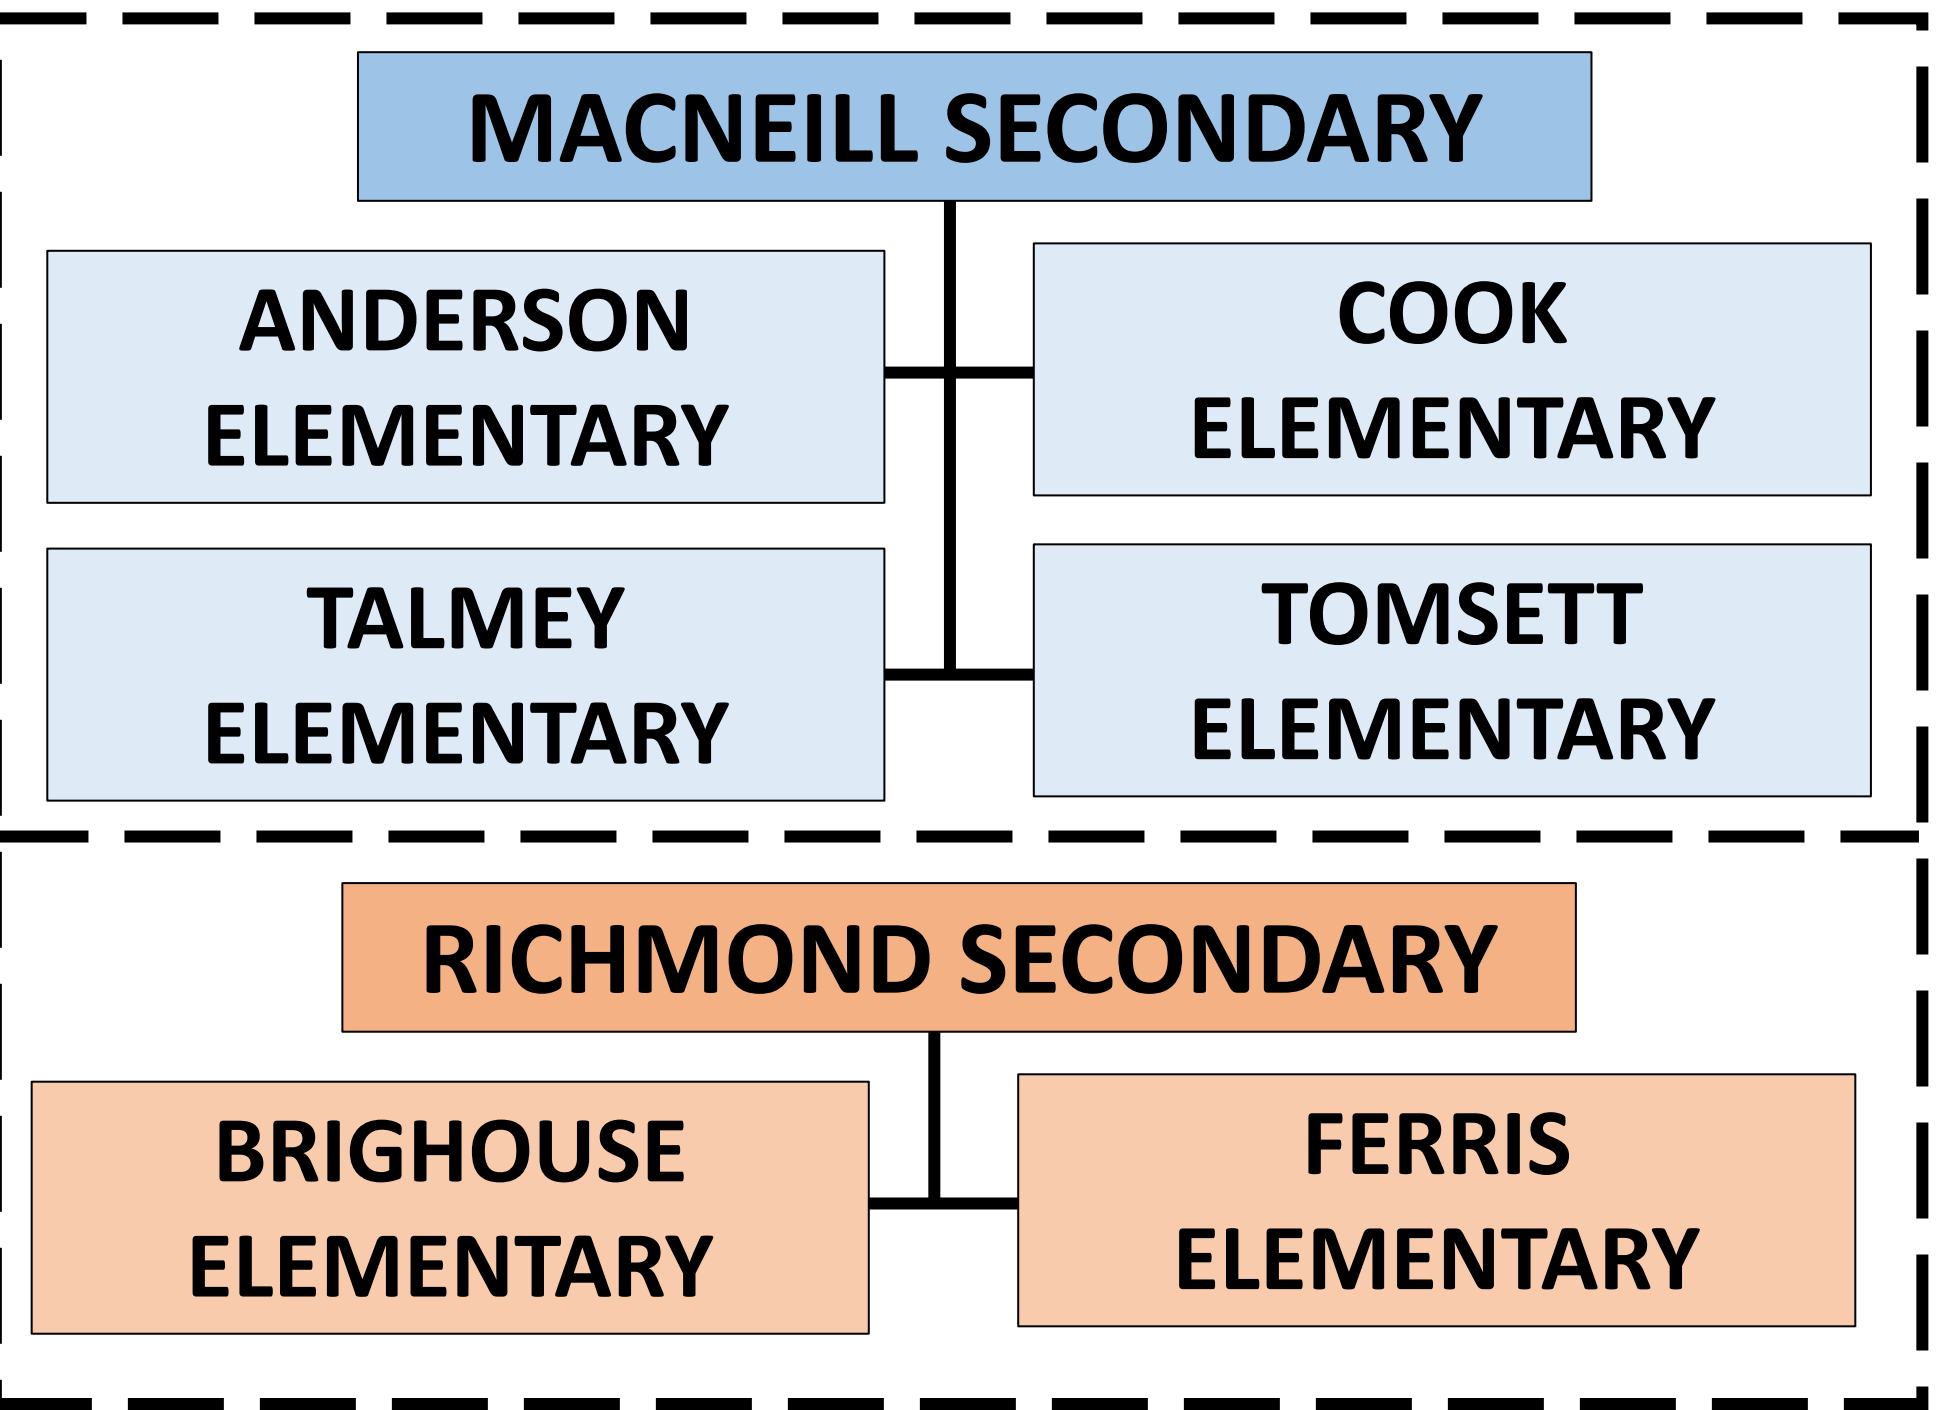 MACNEILL SECONDARY
ANDERSON
ELEMENTARY
COOK
ELEMENTARY
TALMEY
ELEMENTARY
TOMSETT
ELEMENTARY
RICHMOND SECONDARY
BRIGHOUSE
ELEMENTARY
FERRIS
ELEMENTARY